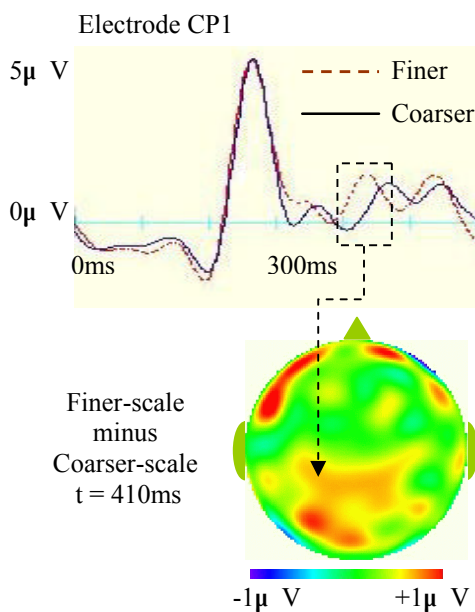 Electrode CP1
5μ V
Finer
Coarser
0μ V
0ms
300ms
Finer-scale
minus
Coarser-scale
t = 410ms
-1μ V
+1μ V